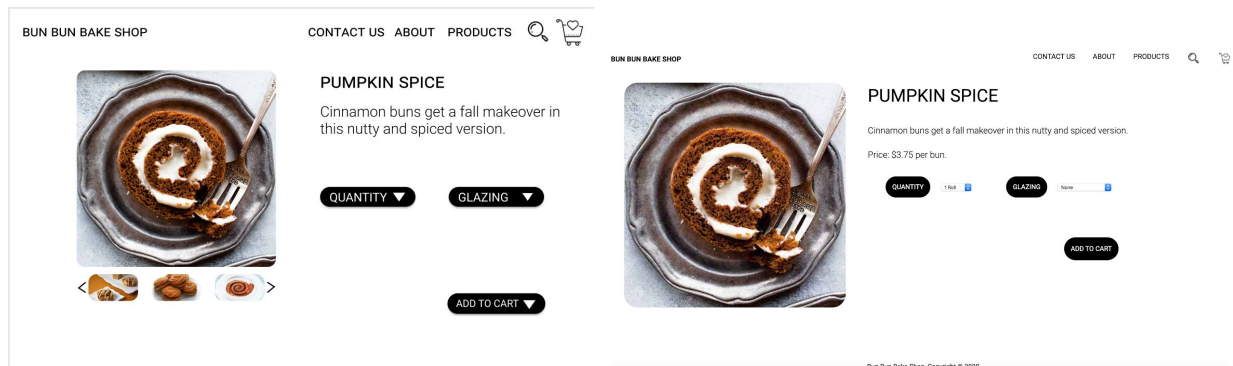 BUN BUN BAKE SHOP
CONTACT US ABOUT PRODUCTS
PUMPKIN SPICE
Cinnamon buns get a fall makeover in
this nutty and spiced version.
QUANTITY
GLAZING
ADD TO CART
BUN BUN BAKE SHOP
CONTACT US ABOUT PRODUCTS
PUMPKIN SPICE
Cinnamon buns get a fall makeover in this nutty and spiced version.
Price: $3.75 per bun.
QUANTITY 1 Roll GLAZING None
ADD TO CART